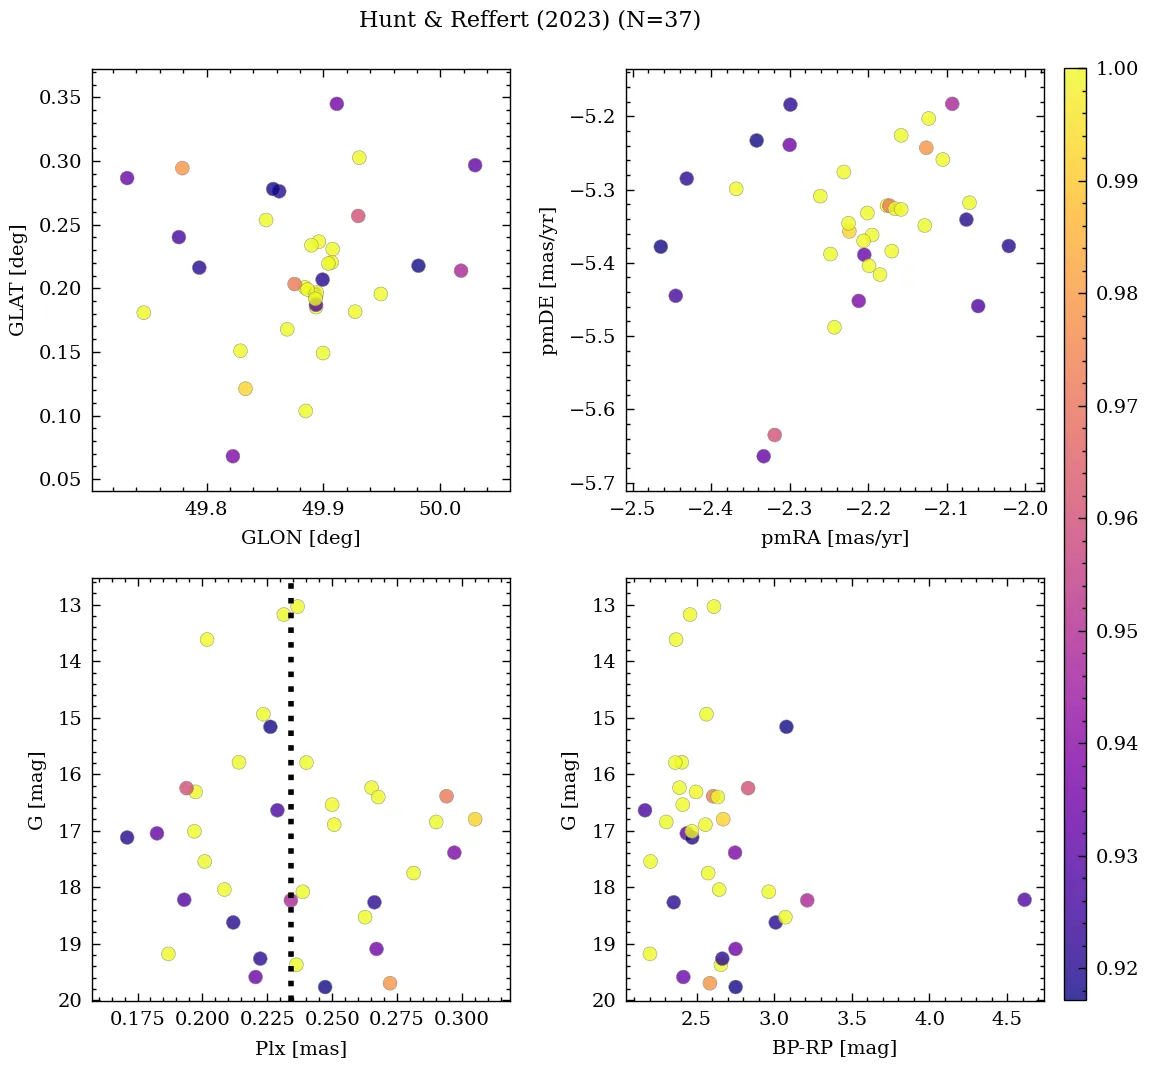 Hunt & Reffert (2023) (N=37)
0.35
0.30
0.25
0.20
0.15
0.10
0.05
GLAT [deg]
49.8 49.9 50.0
GLON [deg]
−5.2
−5.3
−5.4
−5.5
−5.6
−5.7
pmDE [mas/yr]
−2.5 −2.4 −2.3 −2.2 −2.1 −2.0
pmRA [mas/yr]
13
14
15
16
17
18
19
20
G [mag]
0.175 0.200 0.225 0.250 0.275 0.300
Plx [mas]
13
14
15
16
17
18
19
20
G [mag]
2.5 3.0 3.5 4.0 4.5
BP-RP [mag]
1.00
0.99
0.98
0.97
0.96
0.95
0.94
0.93
0.92